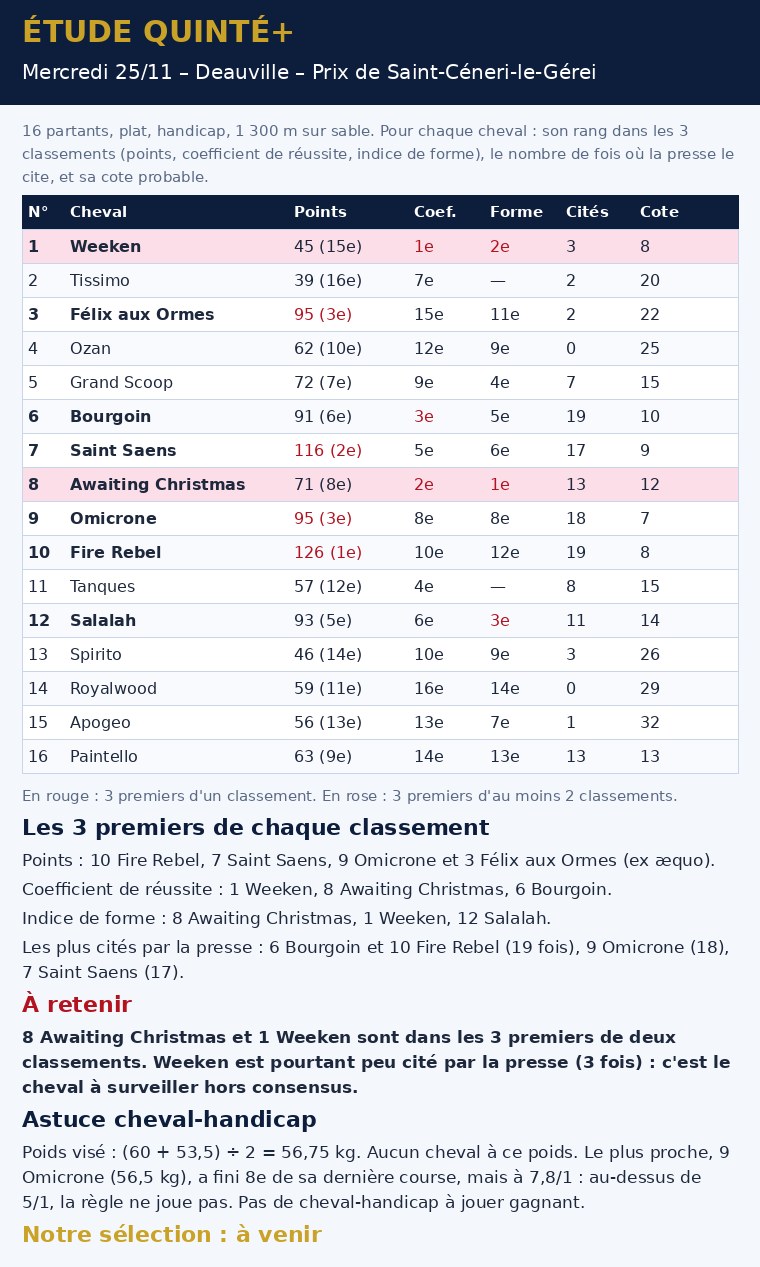 ÉTUDE QUINTÉ+
Mercredi 25/11 – Deauville – Prix de Saint-Céneri-le-Gérei
16 partants, plat, handicap, 1 300 m sur sable. Pour chaque cheval : son rang dans les 3
classements (points, coefficient de réussite, indice de forme), le nombre de fois où la presse le
cite, et sa cote probable.
N° Cheval Points Coef. Forme Cités Cote
1 Weeken 45 (15e) 1e 2e 3 8
2 Tissimo 39 (16e) 7e — 2 20
3 Félix aux Ormes 95 (3e) 15e 11e 2 22
4 Ozan 62 (10e) 12e 9e 0 25
5 Grand Scoop 72 (7e) 9e 4e 7 15
6 Bourgoin 91 (6e) 3e 5e 19 10
7 Saint Saens 116 (2e) 5e 6e 17 9
8 Awaiting Christmas 71 (8e) 2e 1e 13 12
9 Omicrone 95 (3e) 8e 8e 18 7
10 Fire Rebel 126 (1e) 10e 12e 19 8
11 Tanques 57 (12e) 4e — 8 15
12 Salalah 93 (5e) 6e 3e 11 14
13 Spirito 46 (14e) 10e 9e 3 26
14 Royalwood 59 (11e) 16e 14e 0 29
15 Apogeo 56 (13e) 13e 7e 1 32
16 Paintello 63 (9e) 14e 13e 13 13
En rouge : 3 premiers d'un classement. En rose : 3 premiers d'au moins 2 classements.
Les 3 premiers de chaque classement
Points : 10 Fire Rebel, 7 Saint Saens, 9 Omicrone et 3 Félix aux Ormes (ex æquo).
Coefficient de réussite : 1 Weeken, 8 Awaiting Christmas, 6 Bourgoin.
Indice de forme : 8 Awaiting Christmas, 1 Weeken, 12 Salalah.
Les plus cités par la presse : 6 Bourgoin et 10 Fire Rebel (19 fois), 9 Omicrone (18),
7 Saint Saens (17).
À retenir
8 Awaiting Christmas et 1 Weeken sont dans les 3 premiers de deux
classements. Weeken est pourtant peu cité par la presse (3 fois) : c'est le
cheval à surveiller hors consensus.
Astuce cheval-handicap
Poids visé : (60 + 53,5) ÷ 2 = 56,75 kg. Aucun cheval à ce poids. Le plus proche, 9
Omicrone (56,5 kg), a fini 8e de sa dernière course, mais à 7,8/1 : au-dessus de
5/1, la règle ne joue pas. Pas de cheval-handicap à jouer gagnant.
Notre sélection : à venir